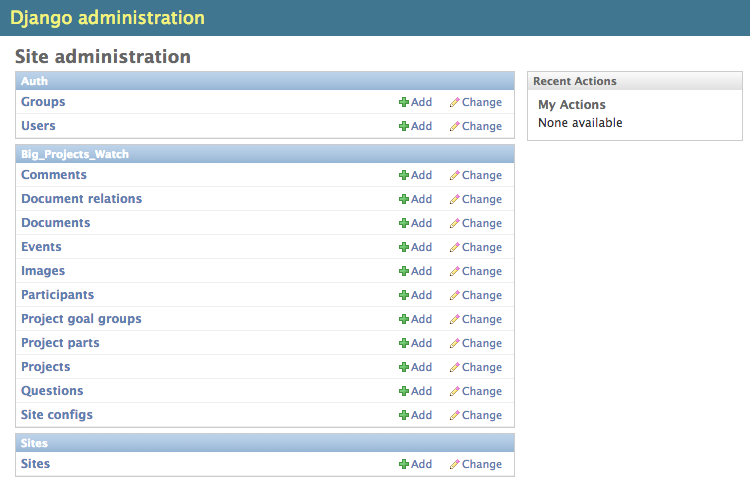 Django administration
Site administration
Auth
Groups Add Change
Users Add Change
Big_Projects_Watch
Comments Add Change
Document relations Add Change
Documents Add Change
Events Add Change
Images Add Change
Participants Add Change
Project goal groups Add Change
Project parts Add Change
Projects Add Change
Questions Add Change
Site configs Add Change
Sites
Sites Add Change
Recent Actions
My Actions
None available